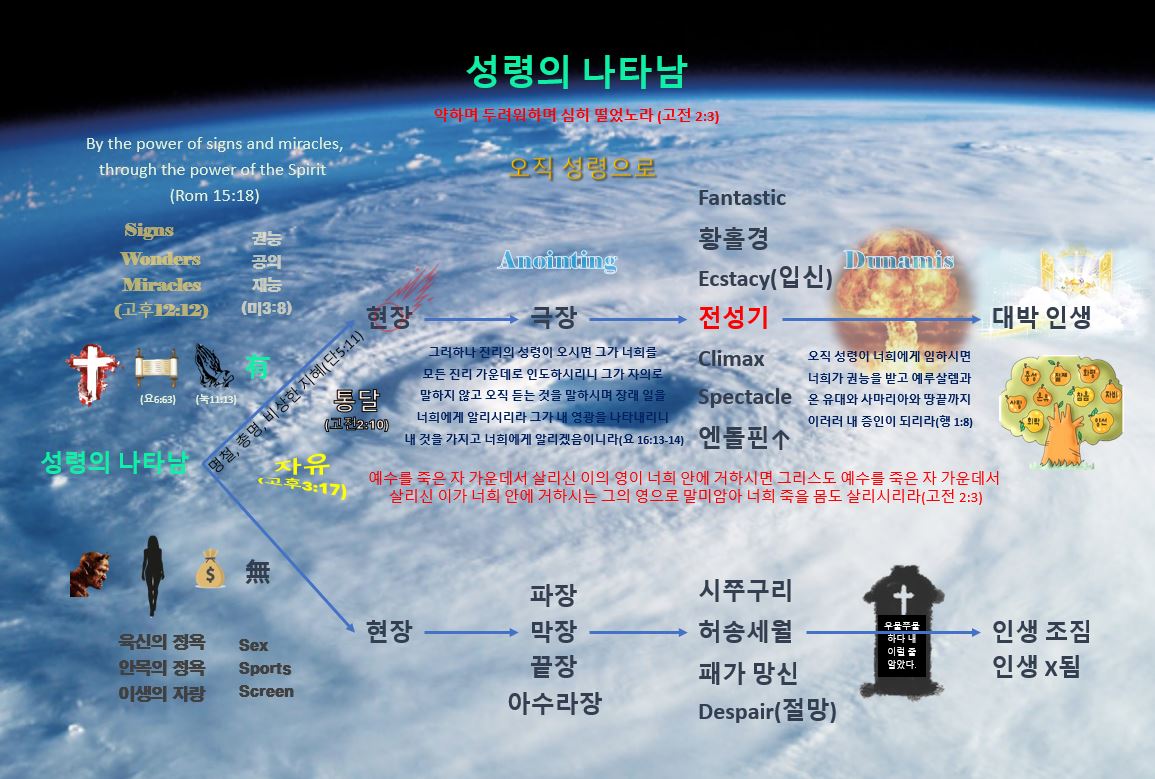 성령의 나타남
약하며 두려워하며 심히 떨었노라 (고전 2:3)
By the power of signs and miracles,
through the power of the Spirit
(Rom 15:18)
오직 성령으로
Signs
Wonders
Miracles
(고후12:12)
권능
공의
재능
(미3:8)
Anointing
Dunamis
Fantastic
황홀경
Ecstacy(입신)
전성기
Climax
Spectacle
엔돌핀↑
현장
극장
대박 인생
(요6:63)
(눅11:13)
有
명철, 총명, 비상한 지혜(단5:11)
통달
(고전2:10)
그러하나 진리의 성령이 오시면 그가 너희를
모든 진리 가운데로 인도하시리니 그가 자의로
말하지 않고 오직 듣는 것을 말하시며 장래 일을
너희에게 알리시리라 그가 내 영광을 나타내리니
내 것을 가지고 너희에게 알리겠음이니라(요 16:13-14)
오직 성령이 너희에게 임하시면
너희가 권능을 받고 예루살렘과
온 유대와 사마리아와 땅끝까지
이러러 내 증인이 되리라(행 1:8)
충성
절제
화평
사랑
온유
참음
자비
희락
양선
성령의 나타남
자유
(고후3:17)
예수를 죽은 자 가운데서 살리신 이의 영이 너희 안에 거하시면 그리스도 예수를 죽은 자 가운데서
살리신 이가 너희 안에 거하시는 그의 영으로 말미암아 너희 죽을 몸도 살리시리라(고전 2:3)
$
無
육신의 정욕
안목의 정욕
이생의 자랑
Sex
Sports
Screen
현장
파장
막장
끝장
아수라장
시쭈구리
허송세월
패가 망신
Despair(절망)
우물쭈물
하다 내
이럴 줄
알았다.
인생 조짐
인생 X됨